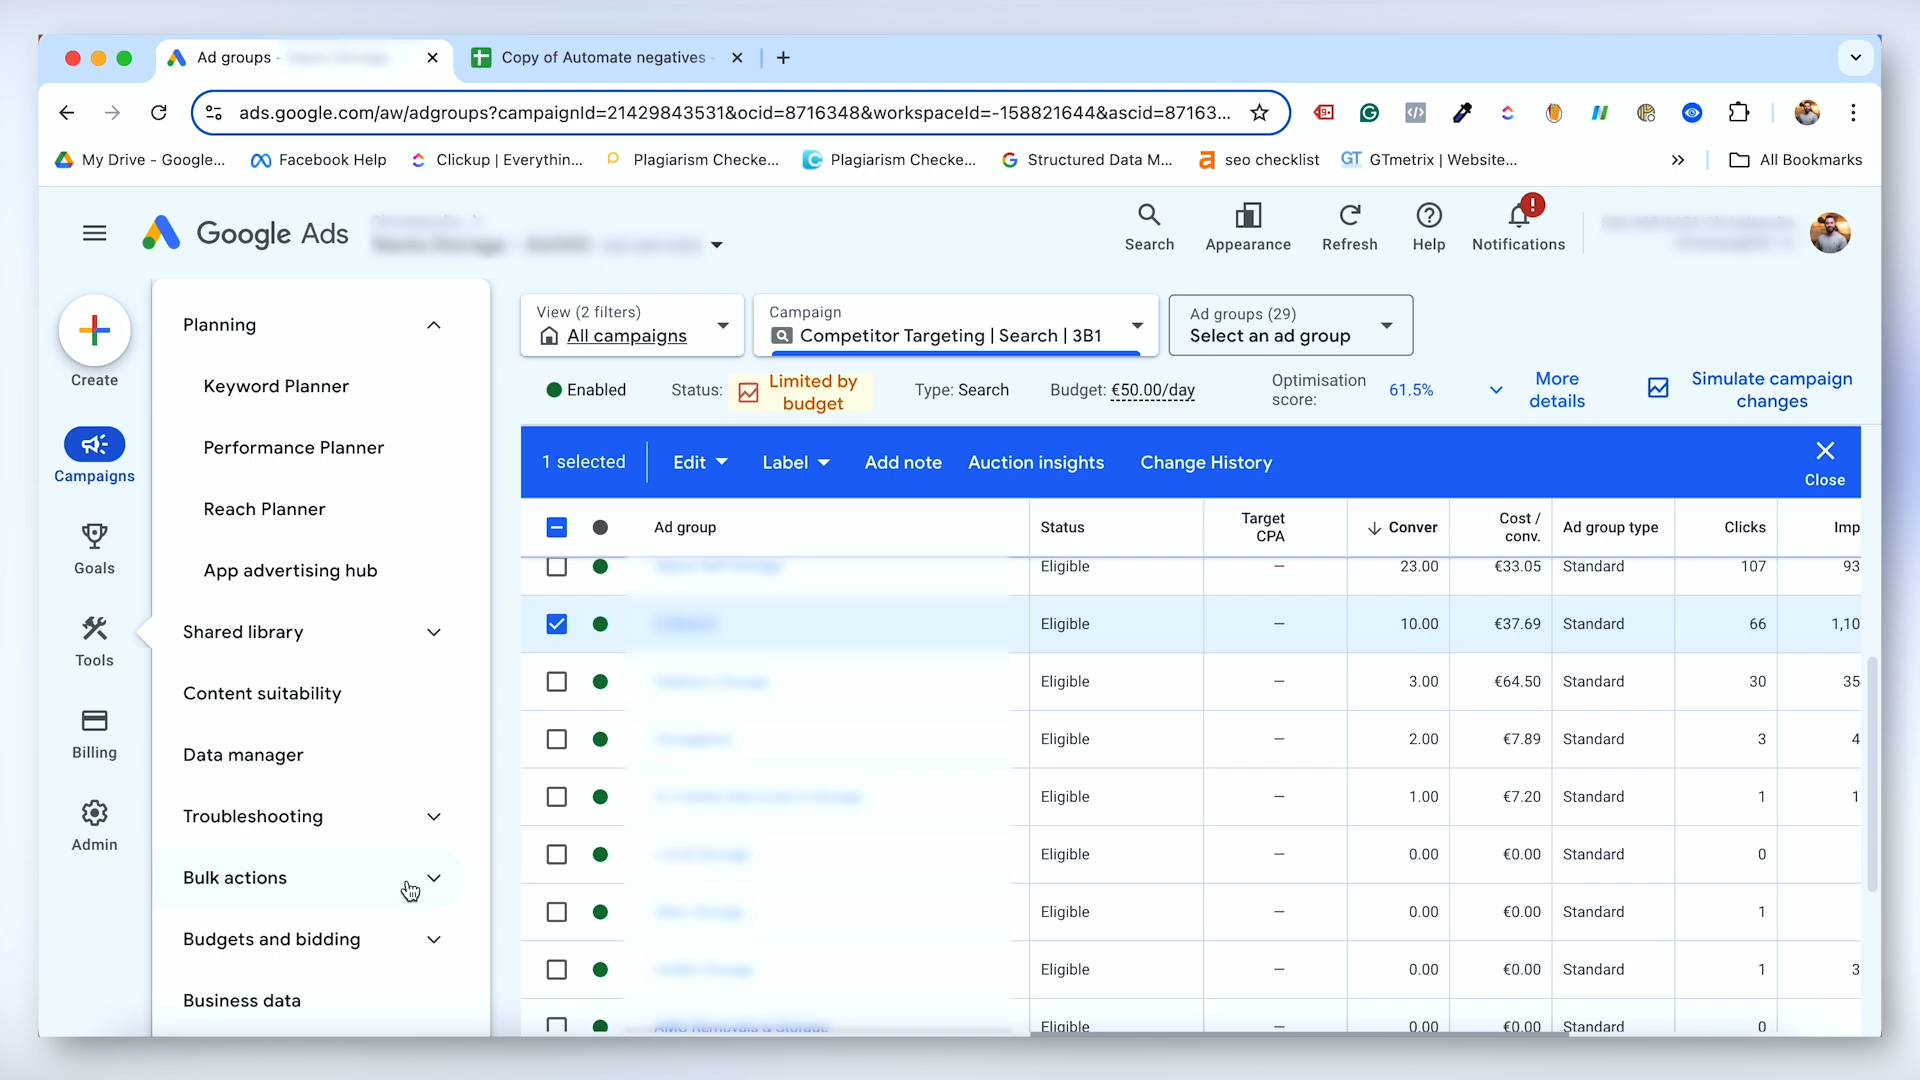 Ad groups -
Copy of Automate negatives
ads.google.com/aw/adgroups?campaignId=21429843531&ocid=8716348&workspaceId=-158821644&ascid=87163...
My Drive - Google...
Facebook Help
Clickup | Everythin...
Plagiarism Checke...
Plagiarism Checke...
Structured Data M...
seo checklist
GT
GTmetrix | Website...
All Bookmarks
Google Ads
Search
Appearance
Refresh
Help
Notifications
Create
Campaigns
Goals
Tools
Billing
Admin
Planning
Keyword Planner
Performance Planner
Reach Planner
App advertising hub
Shared library
Content suitability
Data manager
Troubleshooting
Bulk actions
Budgets and bidding
Business data
View (2 filters)
All campaigns
Campaign
Competitor Targeting | Search | 3B1
Ad groups (29)
Select an ad group
Enabled
Status: Limited by budget
Type: Search
Budget: €50.00/day
Optimisation score: 61.5%
More details
Simulate campaign changes
1 selected
Edit
Label
Add note
Auction insights
Change History
Close
Ad group Status Target CPA Conver Cost / conv. Ad group type Clicks Imp
Eligible — 23.00 €33.05 Standard 107 93
Eligible — 10.00 €37.69 Standard 66 1,10
Eligible — 3.00 €64.50 Standard 30 35
Eligible — 2.00 €7.89 Standard 3 4
Eligible — 1.00 €7.20 Standard 1 1
Eligible — 0.00 €0.00 Standard 0
Eligible — 0.00 €0.00 Standard 1
Eligible — 0.00 €0.00 Standard 1 3
AMC Removals & Storage Eligible — 0.00 €0.00 Standard 0